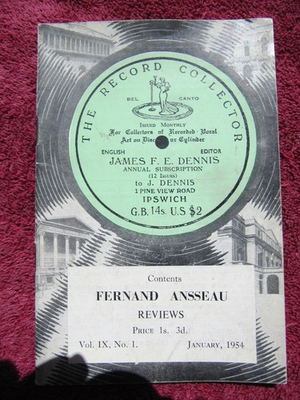 THE RECORD COLLECTOR
BEL CANTO
ISSUED MONTHLY
For Collectors of Recorded Vocal
Art on Disc or Cylinder
ENGLISH EDITOR
JAMES F. E. DENNIS
ANNUAL SUBSCRIPTION
(12 ISSUES)
to J. DENNIS
1 PINE VIEW ROAD
IPSWICH
G.B. 14s. U.S $2
Contents
FERNAND ANSSEAU
REVIEWS
PRICE 1s. 3d.
Vol. IX, No. 1. JANUARY, 1954